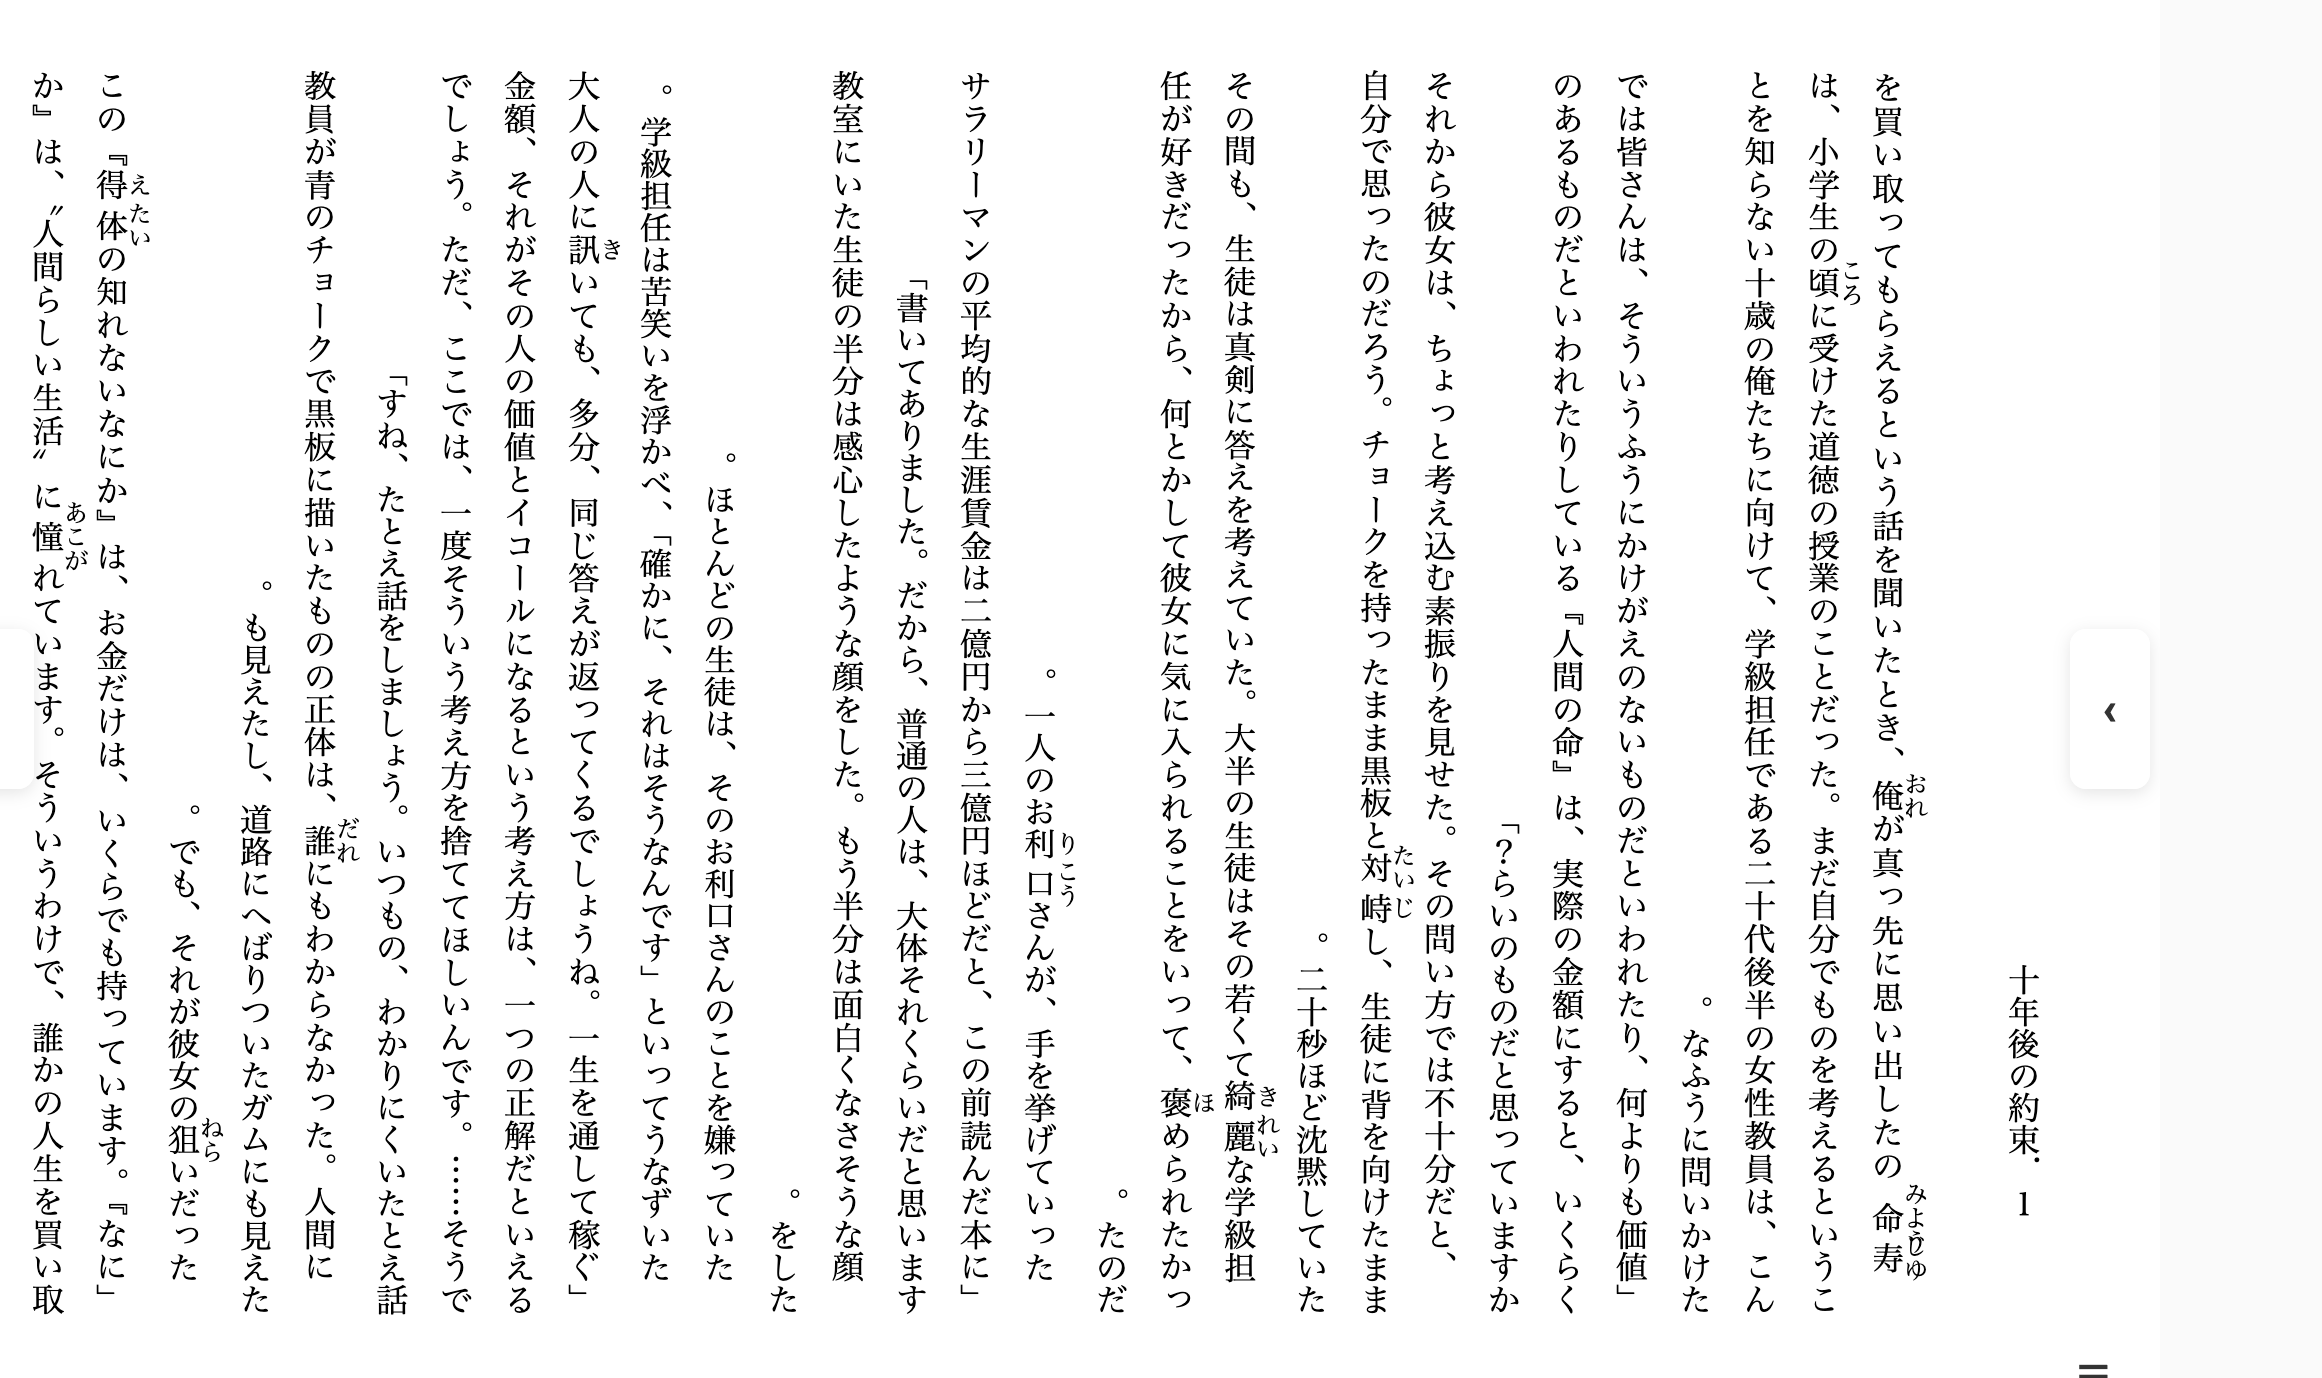 十年後の約束. 1
を買い取ってもらえるという話を聞いたとき、俺が真っ先に思い出したの 命寿
は、小学生の頃に受けた道徳の授業のことだった。まだ自分でものを考えるというこ
とを知らない十歳の俺たちに向けて、学級担任である二十代後半の女性教員は、こん
。なふうに問いかけた
では皆さんは、そういうふうにかけがえのないものだといわれたり、何よりも価値」
のあるものだといわれたりしている『人間の命』は、実際の金額にすると、いくらく
「?らいのものだと思っていますか
それから彼女は、ちょっと考え込む素振りを見せた。その問い方では不十分だと、
自分で思ったのだろう。チョークを持ったまま黒板と対峙し、生徒に背を向けたまま
。二十秒ほど沈黙していた
その間も、生徒は真剣に答えを考えていた。大半の生徒はその若くて綺麗な学級担
任が好きだったから、何とかして彼女に気に入られることをいって、褒められたかっ
。たのだ
。一人のお利口さんが、手を挙げていった
サラリーマンの平均的な生涯賃金は二億円から三億円ほどだと、この前読んだ本に」
「書いてありました。だから、普通の人は、大体それくらいだと思います
教室にいた生徒の半分は感心したような顔をした。もう半分は面白くなさそうな顔
。をした
。ほとんどの生徒は、そのお利口さんのことを嫌っていた
。学級担任は苦笑いを浮かべ、「確かに、それはそうなんです」といってうなずいた
大人の人に訊いても、多分、同じ答えが返ってくるでしょうね。一生を通して稼ぐ」
金額、それがその人の価値とイコールになるという考え方は、一つの正解だといえる
でしょう。ただ、ここでは、一度そういう考え方を捨ててほしいんです。……そうで
「すね、たとえ話をしましょう。いつもの、わかりにくいたとえ話
教員が青のチョークで黒板に描いたものの正体は、誰にもわからなかった。人間に
。も見えたし、道路にへばりついたガムにも見えた
。でも、それが彼女の狙いだった
この『得体の知れないなにか』は、お金だけは、いくらでも持っています。『なに」
か』は、〝人間らしい生活〟に憧れています。そういうわけで、誰かの人生を買い取